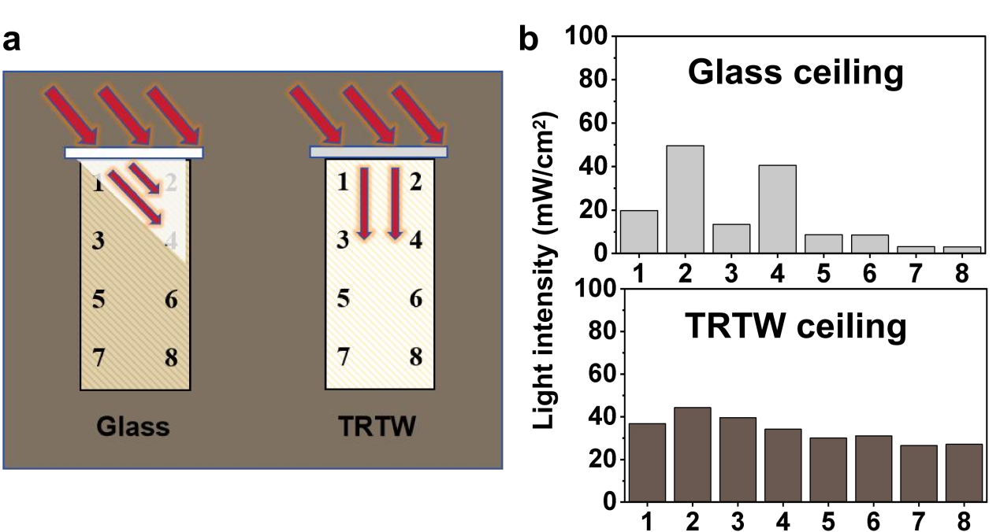 a
1 2
3 4
5 6
7 8
Glass
1 2
3 4
5 6
7 8
TRTW
b
Light intensity (mW/cm²)
Glass ceiling
100
80
60
40
20
0
1 2 3 4 5 6 7 8
TRTW ceiling
100
80
60
40
20
0
1 2 3 4 5 6 7 8